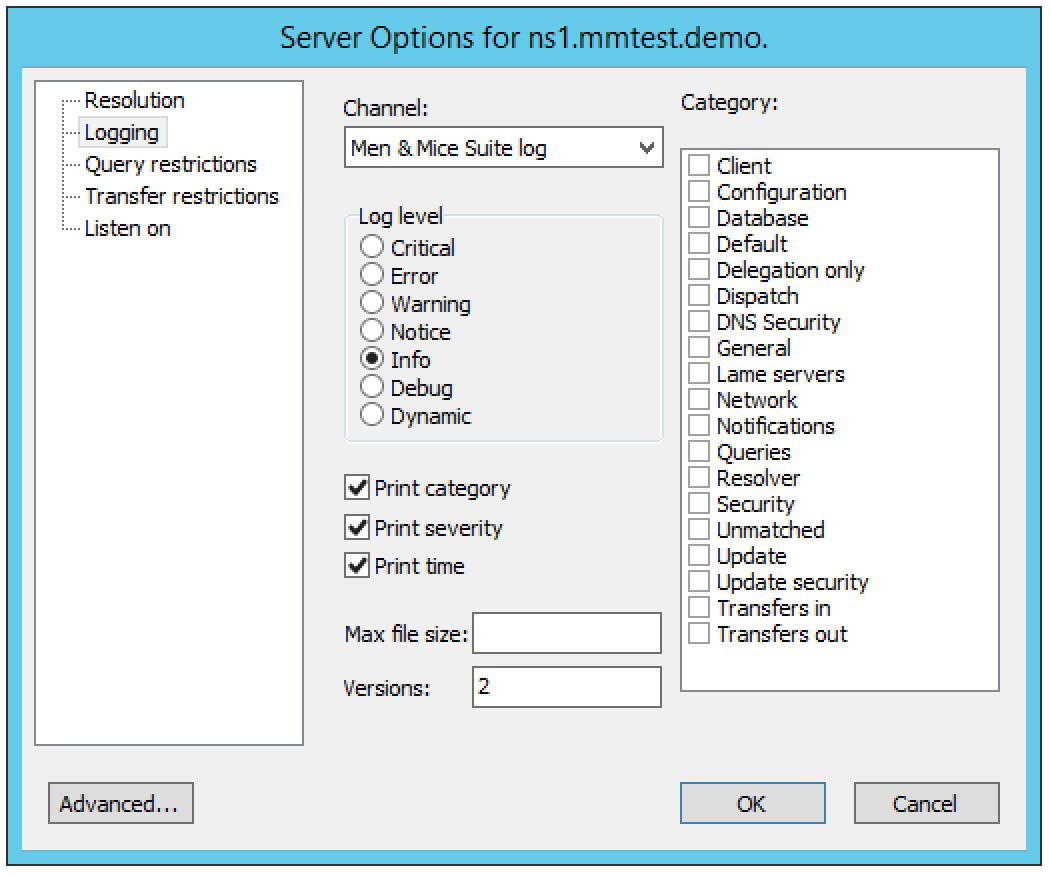 Server Options for ns1.mmtest.demo.
Resolution
Logging
Query restrictions
Transfer restrictions
Listen on
Channel:
Men & Mice Suite log
Log level
Critical
Error
Warning
Notice
Info
Debug
Dynamic
Print category
Print severity
Print time
Max file size:
Versions: 2
Category:
Client
Configuration
Database
Default
Delegation only
Dispatch
DNS Security
General
Lame servers
Network
Notifications
Queries
Resolver
Security
Unmatched
Update
Update security
Transfers in
Transfers out
Advanced...
OK
Cancel